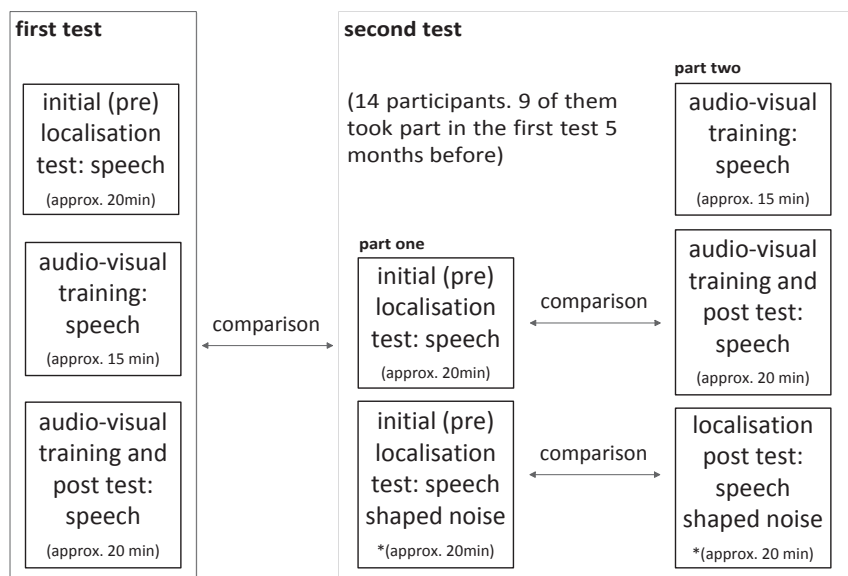 first test
initial (pre)
localisation
test: speech
(approx. 20min)
audio-visual
training:
speech
(approx. 15 min)
audio-visual
training and
post test:
speech
(approx. 20 min)
comparison
second test
(14 participants. 9 of them
took part in the first test 5
months before)
part one
initial (pre)
localisation
test: speech
(approx. 20min)
initial (pre)
localisation
test: speech
shaped noise
*(approx. 20min)
comparison
comparison
part two
audio-visual
training:
speech
(approx. 15 min)
audio-visual
training and
post test:
speech
(approx. 20 min)
localisation
post test:
speech
shaped noise
*(approx. 20 min)